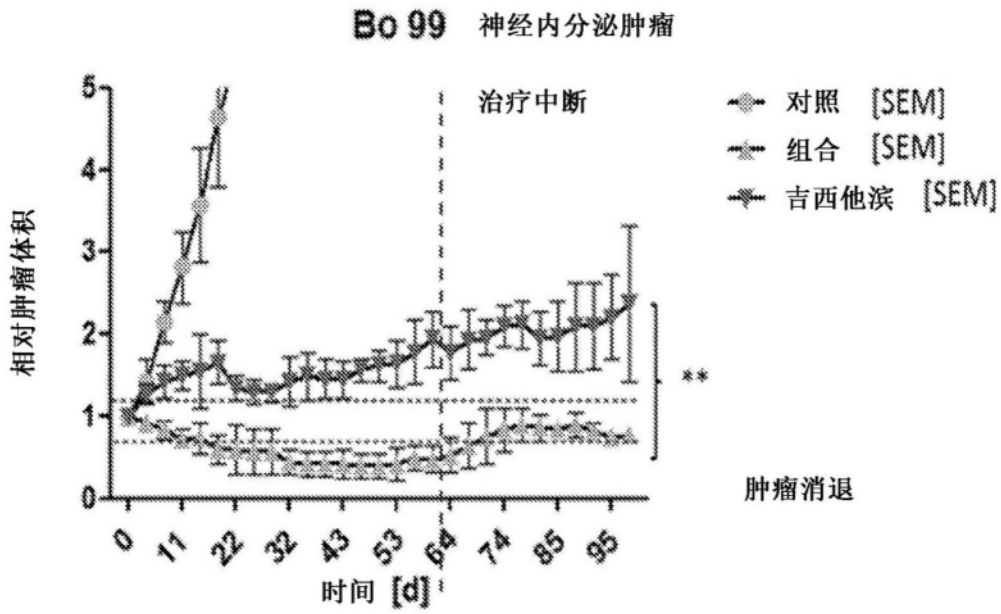 Bo 99 神经内分泌肿瘤
治疗中断
对照 [SEM]
组合 [SEM]
吉西他滨 [SEM]
相对肿瘤体积
5
4
3
2
1
0
**
肿瘤消退
0 11 22 32 43 53 64 74 85 95
时间 [d]